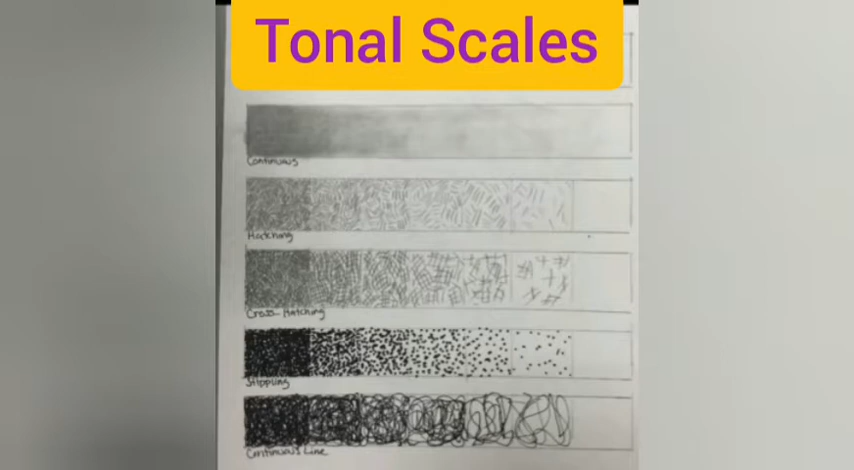 Tonal Scales
Continuous
Hatching
Cross-Hatching
Stippling
Continuous Line